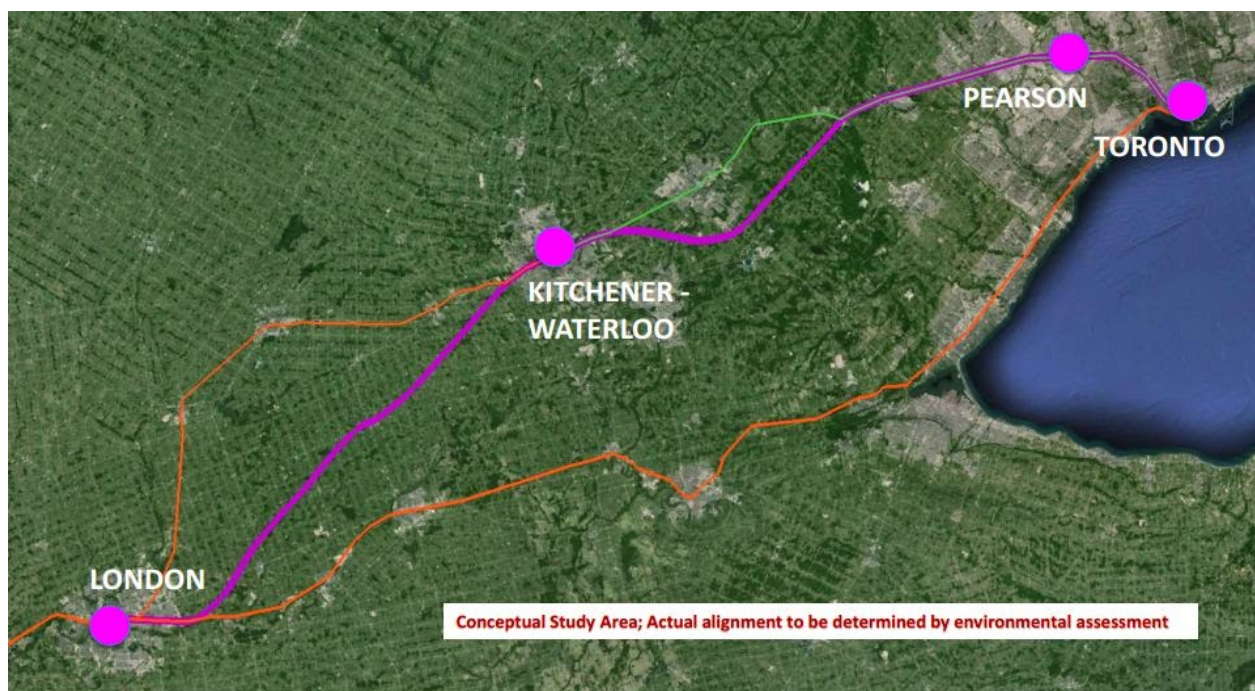 PEARSON
TORONTO
KITCHENER -
WATERLOO
LONDON
Conceptual Study Area; Actual alignment to be determined by environmental assessment